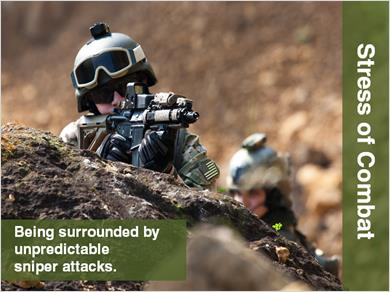 Stress of Combat
Being surrounded by
unpredictable
sniper attacks.